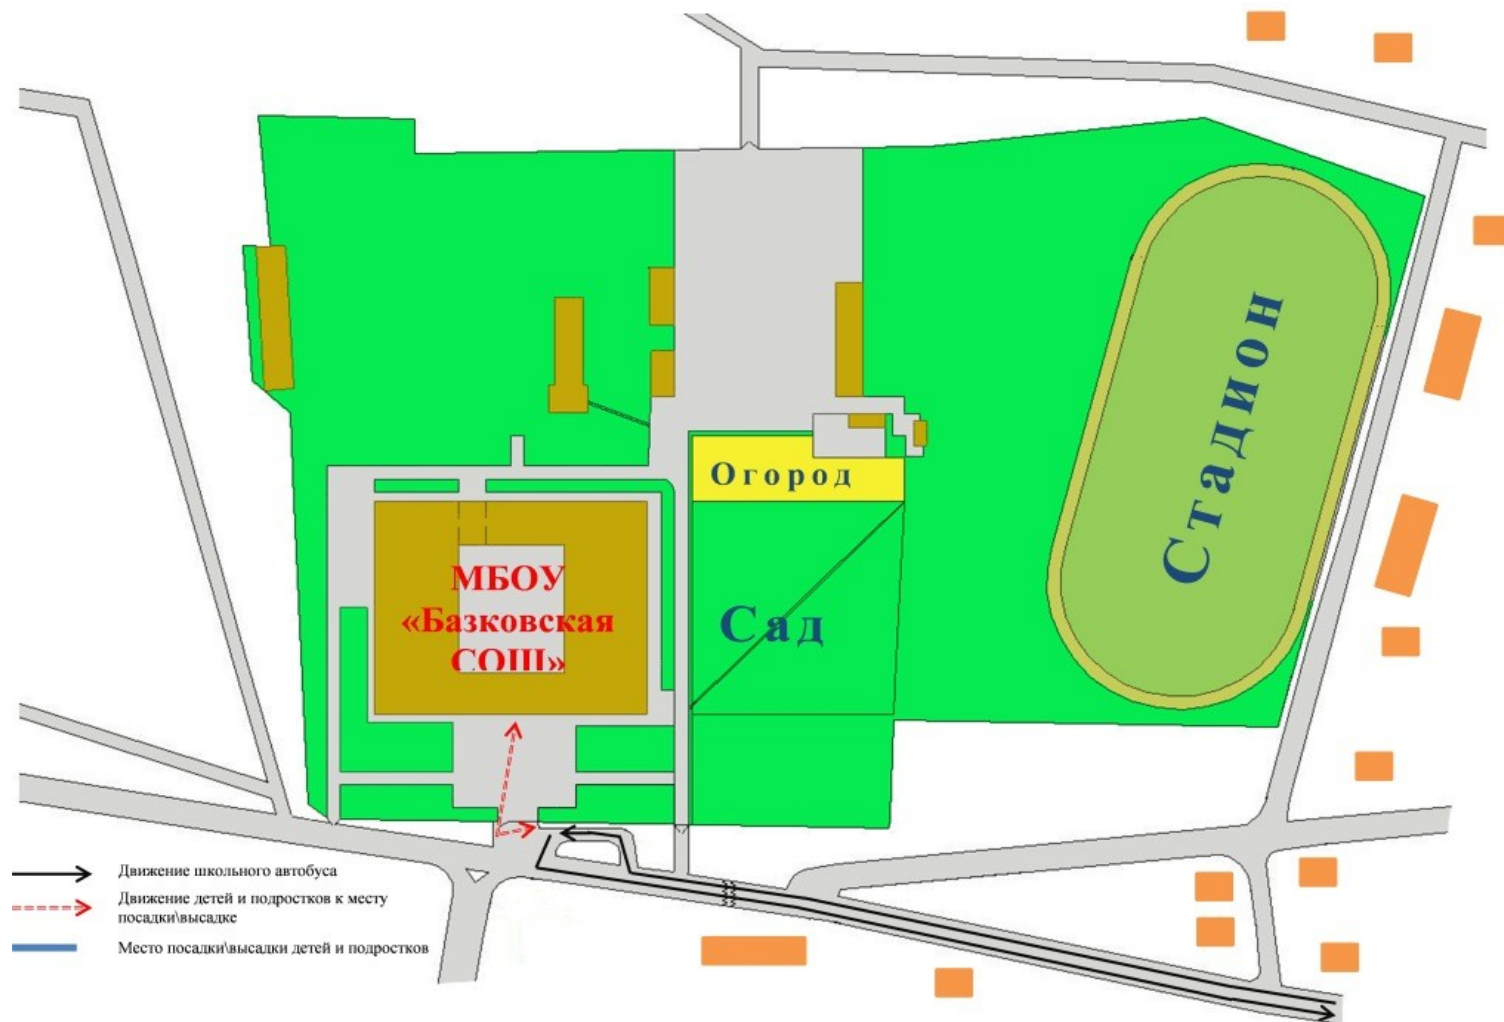 Стадион
Огород
МБОУ
«Базковская
СОШ»
Сад
Движение школьного автобуса
Движение детей и подростков к месту
посадки\высадке
Место посадки\высадки детей и подростков